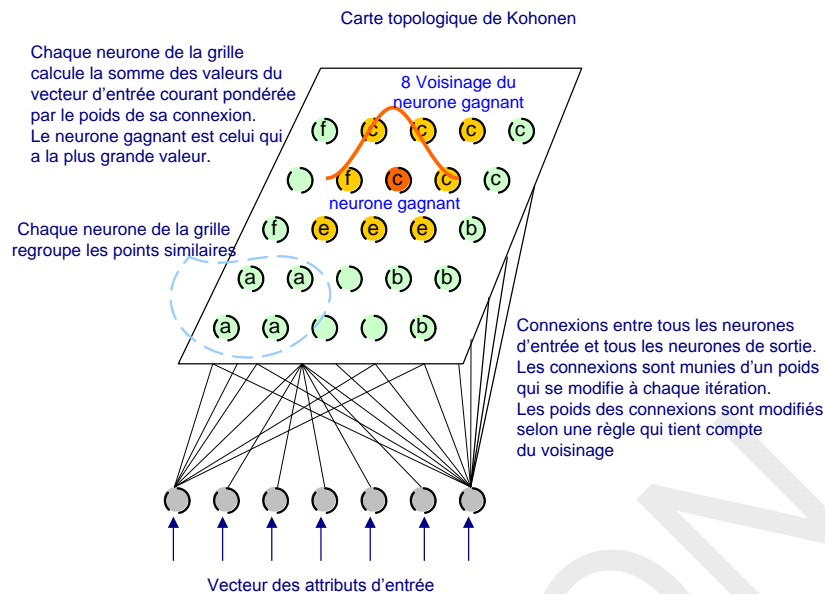 Carte topologique de Kohonen
Chaque neurone de la grille
calcule la somme des valeurs du
vecteur d'entrée courant pondérée
par le poids de sa connexion.
Le neurone gagnant est celui qui
a la plus grande valeur.
8 Voisinage du
neurone gagnant
f c c c c
f c c c
neurone gagnant
Chaque neurone de la grille
regroupe les points similaires
f e e e b
a a b b
a a b
Connexions entre tous les neurones
d'entrée et tous les neurones de sortie.
Les connexions sont munies d'un poids
qui se modifie à chaque itération.
Les poids des connexions sont modifiés
selon une règle qui tient compte
du voisinage
Vecteur des attributs d'entrée